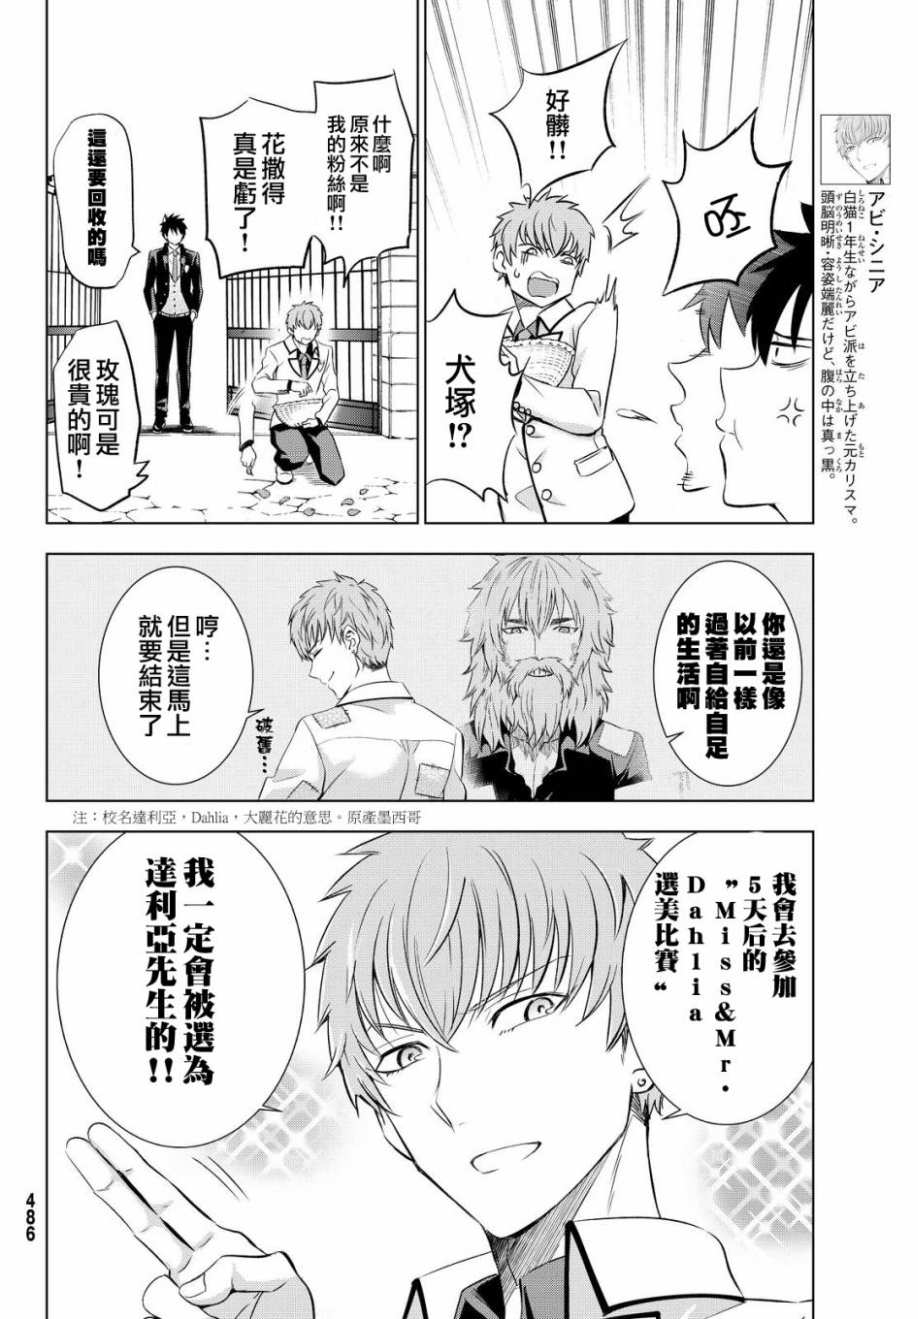 アビ・シニア
白猫1年生ながらアビ派を立ち上げた元カリスマ。
頭脳明晰・容姿端麗だけど、腹の中は真っ黒。
呸
好髒!!
犬塚!?
什麼啊
原來不是
我的粉絲啊!!
花撒得
真是虧了！
這還要回收的嗎
玫瑰可是
很貴的啊！
你還是像
以前一樣
過著自給自足
的生活啊
哼…
但是這馬上
就要結束了
破舊…
注：校名達利亞，Dahlia，大麗花的意思。原產墨西哥
我會去參加
5天后的
"Miss&Mr.
Dahlia
選美比賽"
我一定會被選為
達利亞先生的!!
486